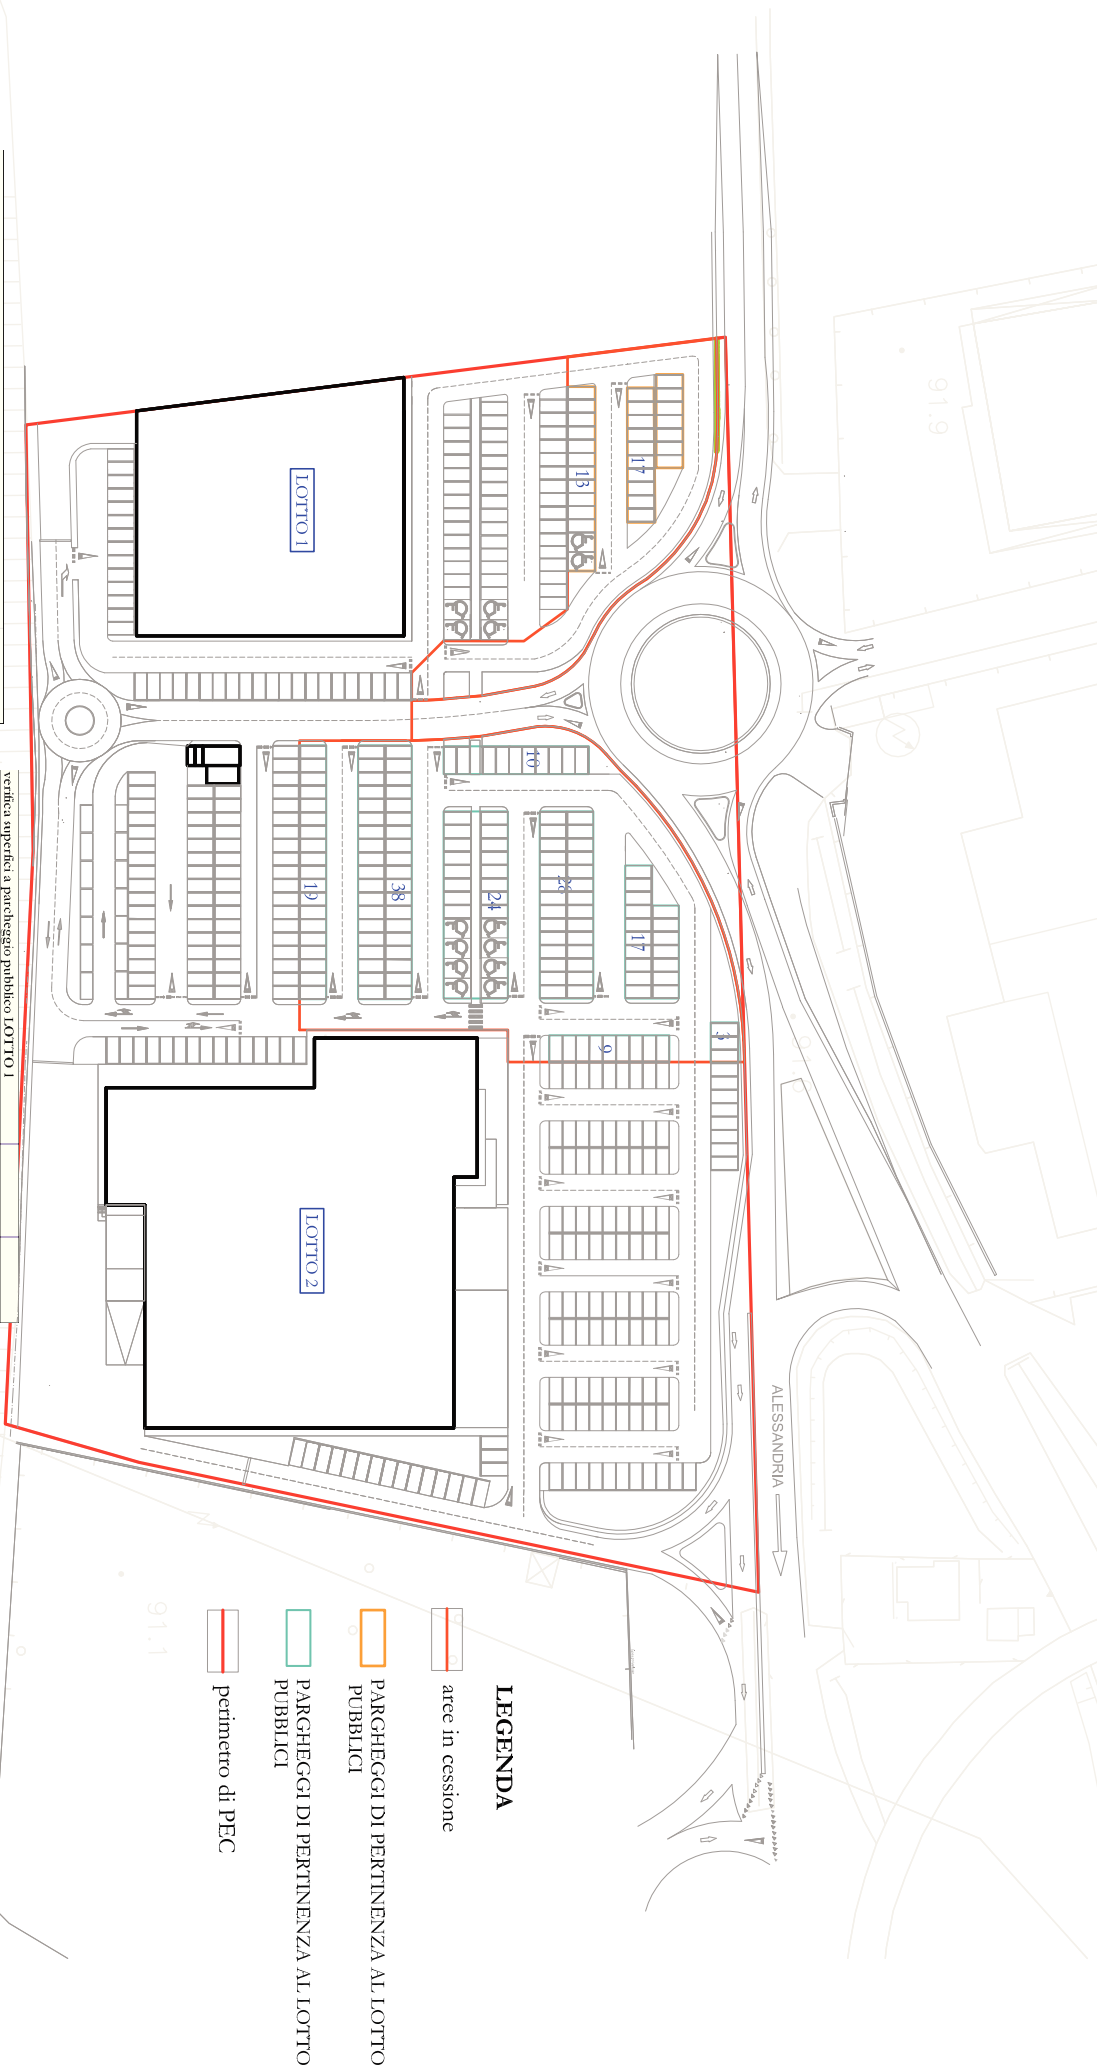 91.9
17
13
LOTTO 1
10
19
38
24
28
17
3
9
LOTTO 2
ALESSANDRIA
91.1
LEGENDA
aree in cessione
PARGHEGGI DI PERTINENZA AL LOTTO
PUBBLICI
PARGHEGGI DI PERTINENZA AL LOTTO
PUBBLICI
perimetro di PEC
verifica superfici a parcheggio pubblico LOTTO 1